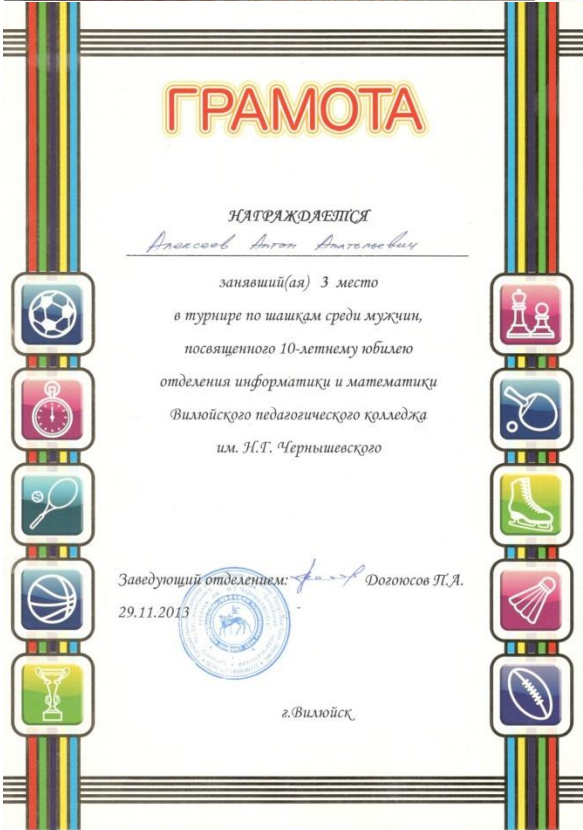 ГРАМОТА
НАГРАЖДАЕТСЯ
Алексеев Антон Анатольевич
занявший(ая) 3 место
в турнире по шашкам среди мужчин,
посвященного 10-летнему юбилею
отделения информатики и математики
Вилюйского педагогического колледжа
им. Н.Г. Чернышевского
Заведующий отделением: Догоюсов П.А.
29.11.2013
г.Вилюйск